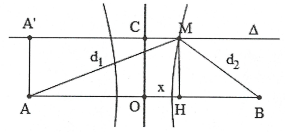 A' C M Δ
d₁ d₂
x
A O H B